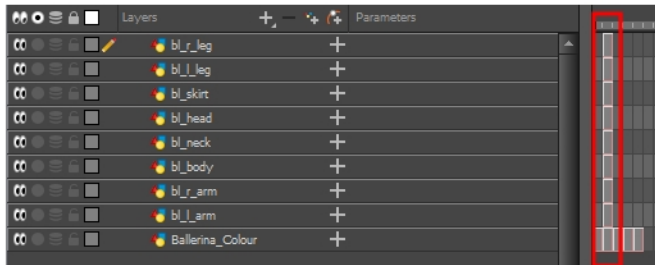 Layers Parameters
bl_r_leg
bl_l_leg
bl_skirt
bl_head
bl_neck
bl_body
bl_r_arm
bl_l_arm
Ballerina_Colour